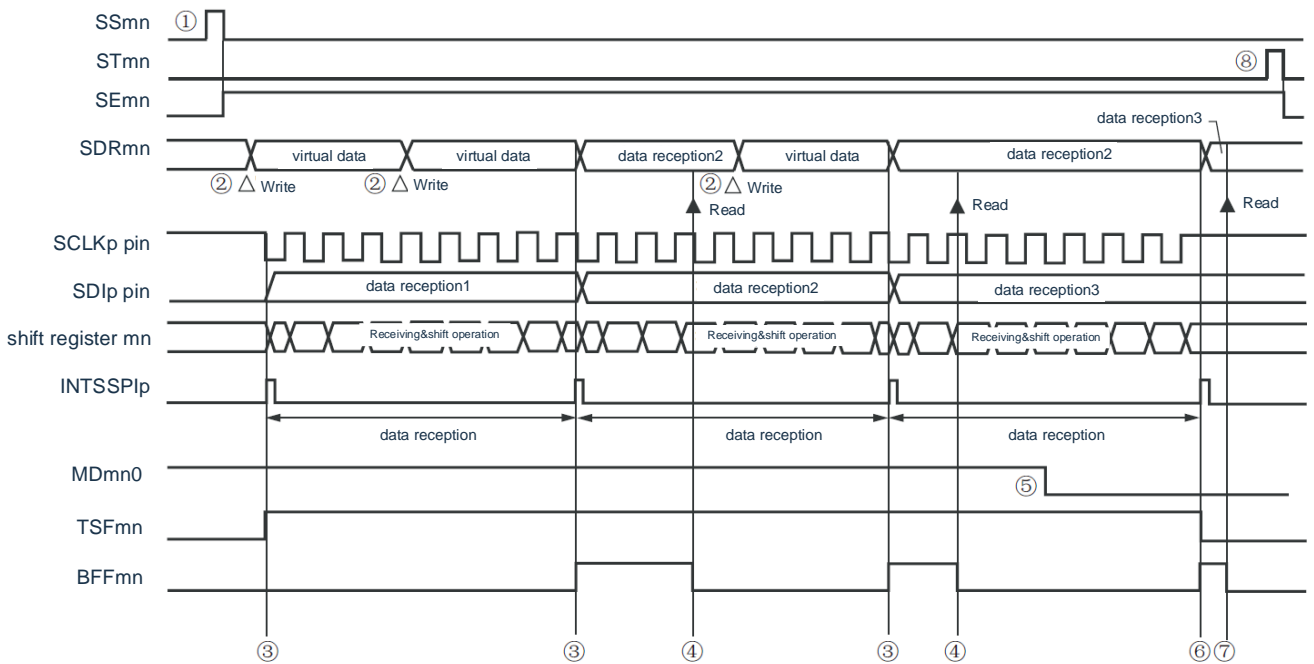 SSmn ①
STmn ⑧
SEmn
data reception3
SDRmn virtual data virtual data data reception2 virtual data data reception2
② △ Write ② △ Write ② △ Write
▲ Read ▲ Read ▲ Read
SCLKp pin
SDIp pin data reception1 data reception2 data reception3
shift register mn Receiving&shift operation Receiving&shift operation Receiving&shift operation
INTSSPIp
data reception data reception data reception
MDmn0 ⑤
TSFmn
BFFmn
③ ③ ④ ③ ④ ⑥ ⑦